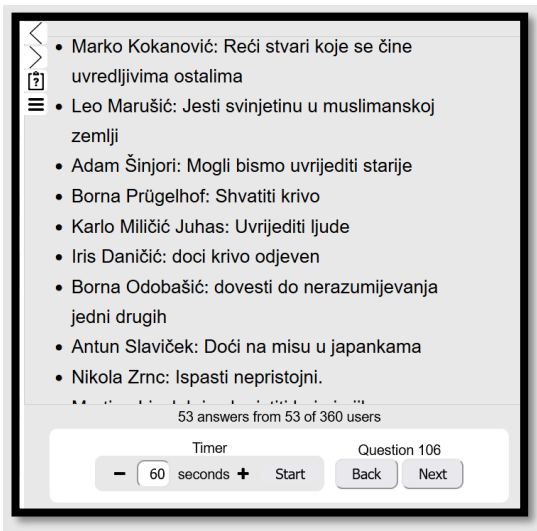 • Marko Kokanović: Reći stvari koje se čine
uvredljivima ostalima
• Leo Marušić: Jesti svinjetinu u muslimanskoj
zemlji
• Adam Šinjori: Mogli bismo uvrijediti starije
• Borna Prügelhof: Shvatiti krivo
• Karlo Miličić Juhas: Uvrijediti ljude
• Iris Daničić: doci krivo odjeven
• Borna Odobašić: dovesti do nerazumijevanja
jedni drugih
• Antun Slaviček: Doći na misu u japankama
• Nikola Zrnc: Ispasti nepristojni.
53 answers from 53 of 360 users
Timer
− 60 seconds + Start
Question 106
Back Next